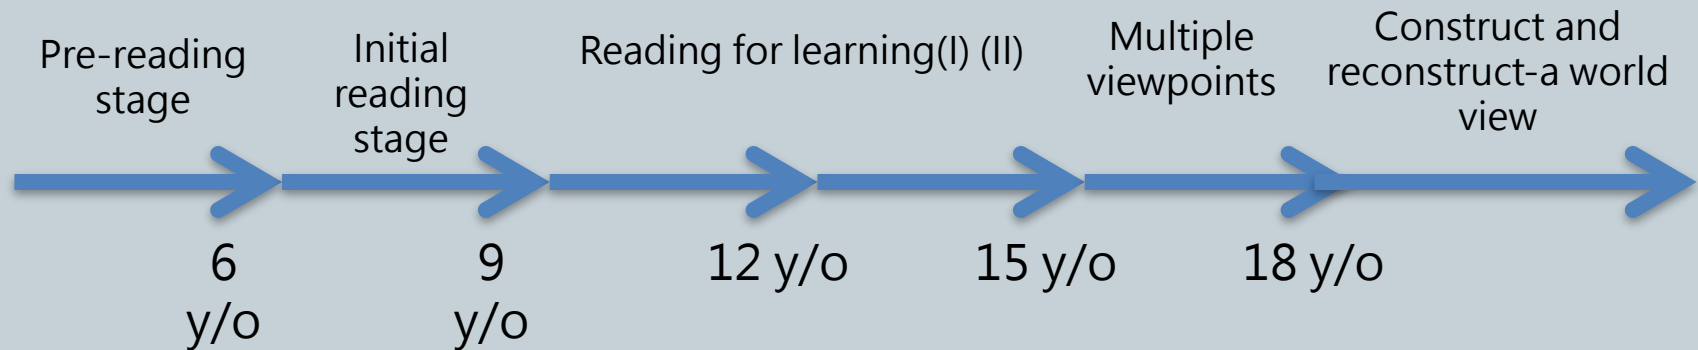 Pre-reading
stage
Initial
reading
stage
Reading for learning(I) (II)
Multiple
viewpoints
Construct and
reconstruct-a world
view
6
y/o
9
y/o
12 y/o
15 y/o
18 y/o